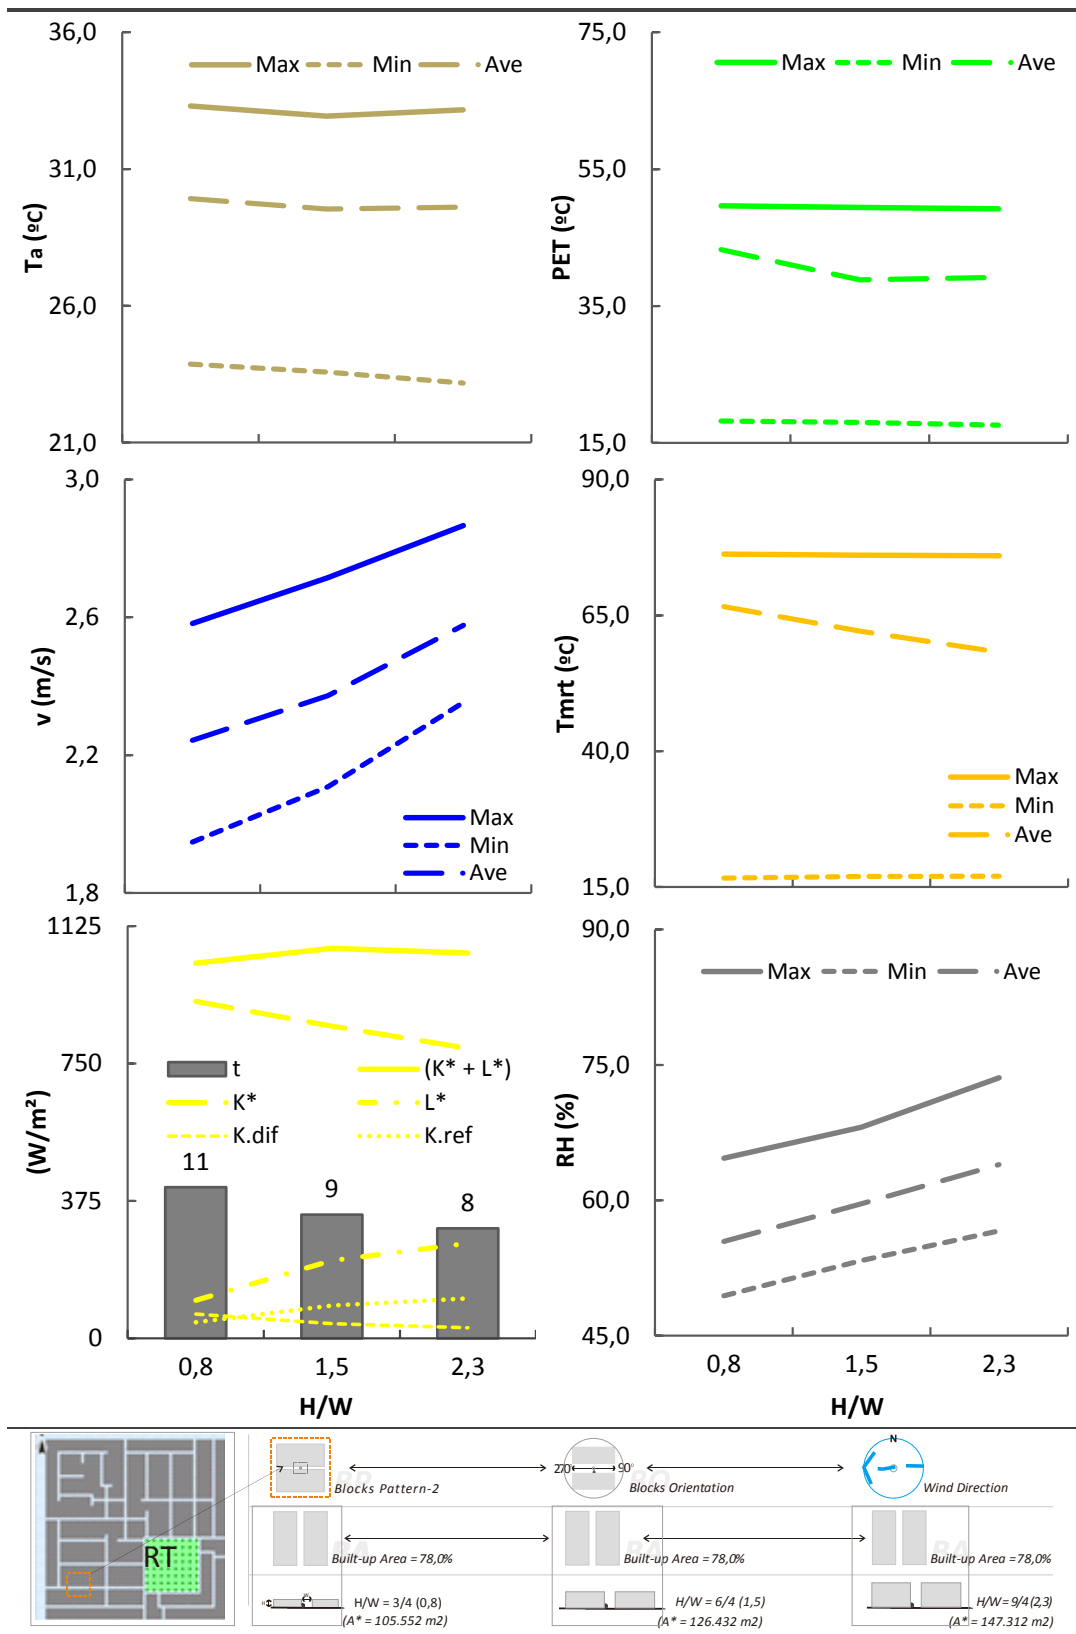 36,0
31,0
26,0
21,0
Ta (ºC)
Max Min Ave
75,0
55,0
35,0
15,0
PET (ºC)
Max Min Ave
3,0
2,6
2,2
1,8
v (m/s)
Max
Min
Ave
90,0
65,0
40,0
15,0
Tmrt (ºC)
Max
Min
Ave
1125
750
375
0
(W/m²)
t (K* + L*)
K* L*
K.dif K.ref
11
9
8
0,8 1,5 2,3
H/W
90,0
75,0
60,0
45,0
RH (%)
Max Min Ave
0,8 1,5 2,3
H/W
RT
BP
Blocks Pattern-2
270° 90°
BO
Blocks Orientation
N
Wind Direction
BA
Built-up Area = 78,0%
BA
Built-up Area = 78,0%
Built-up Area = 78,0%
H
W
H/W = 3/4 (0,8)
(A* = 105.552 m2)
H/W = 6/4 (1,5)
(A* = 126.432 m2)
H/W = 9/4 (2,3)
(A* = 147.312 m2)